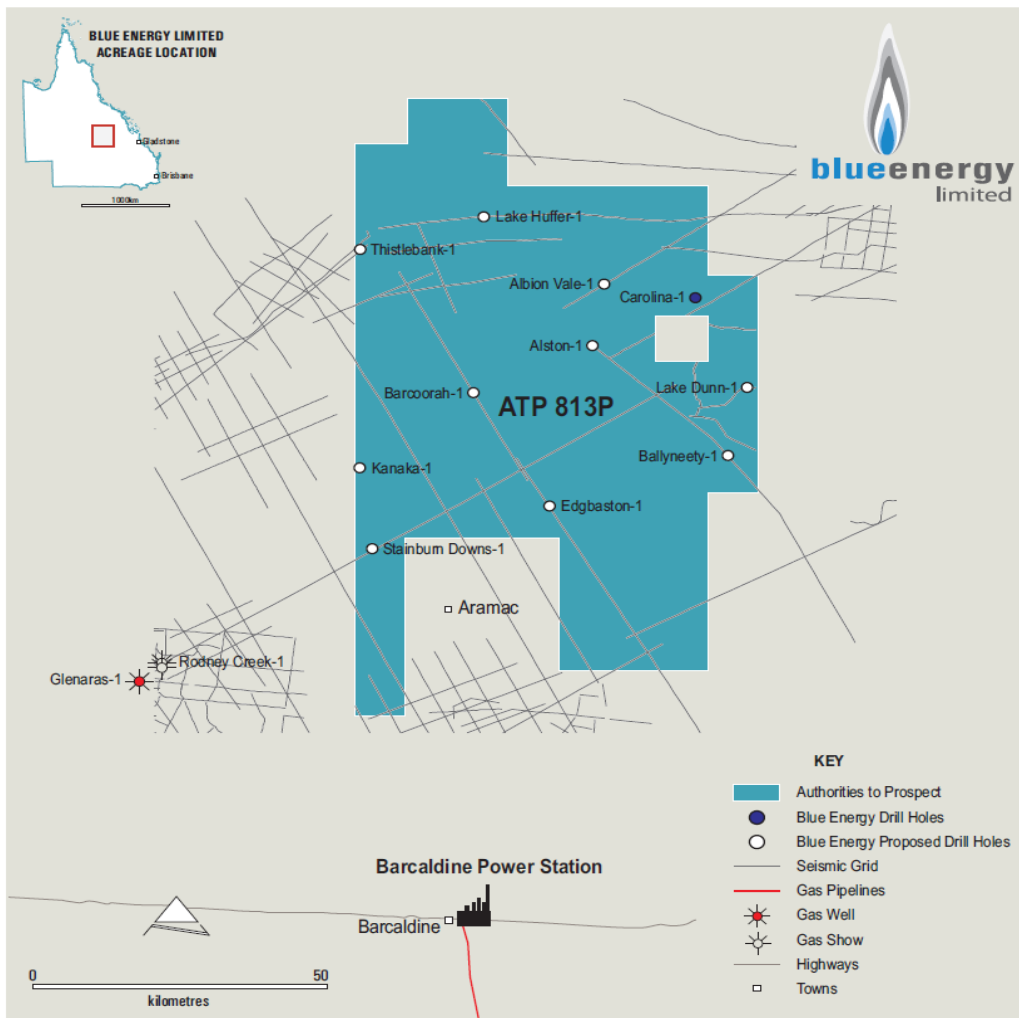 BLUE ENERGY LIMITED
ACREAGE LOCATION
Gladstone
Brisbane
1000km
blueenergy
limited
Lake Huffer-1
Thistlebank-1
Albion Vale-1
Carolina-1
Alston-1
Lake Dunn-1
Barcoorah-1
ATP 813P
Ballyneety-1
Kanaka-1
Edgbaston-1
Stainburn Downs-1
Aramac
Rodney Creek-1
Glenaras-1
KEY
Authorities to Prospect
Blue Energy Drill Holes
Blue Energy Proposed Drill Holes
Seismic Grid
Gas Pipelines
Gas Well
Gas Show
Highways
Towns
Barcaldine Power Station
Barcaldine
0 50
kilometres